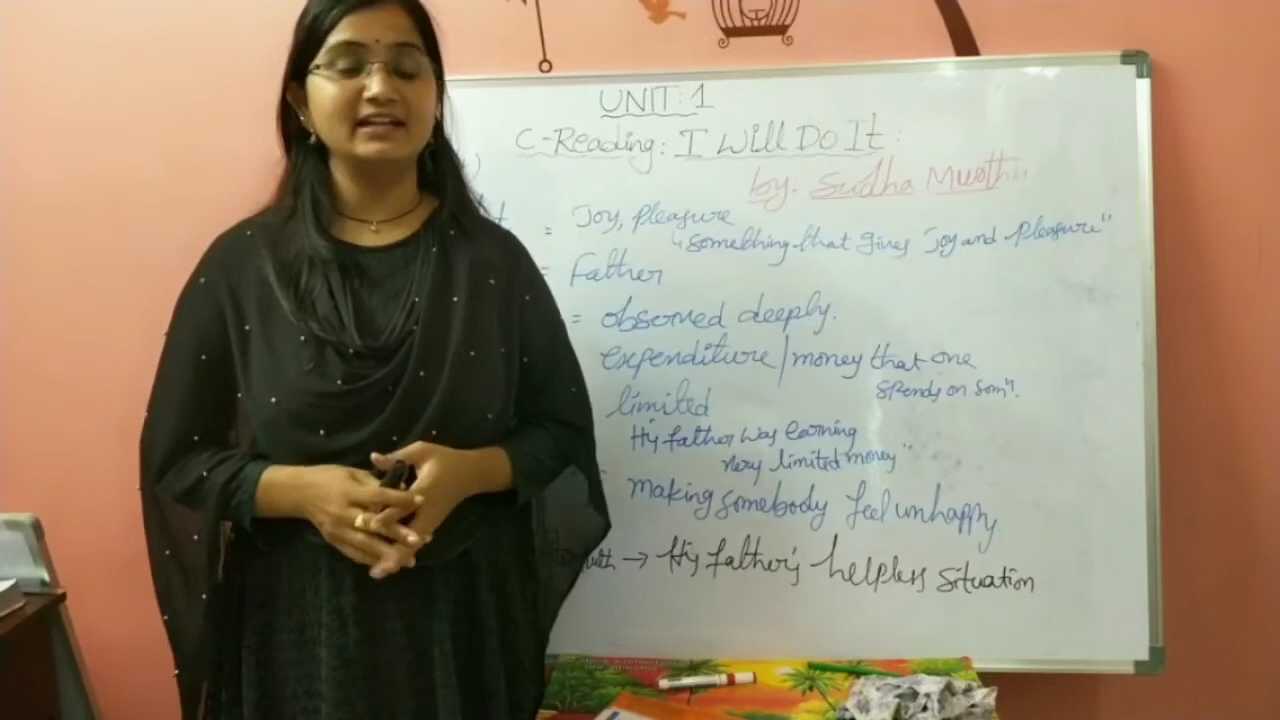 UNIT: 1
C-Reading: I Will Do It:
by. Sudha Murthi
= Joy, pleasure
"Something that gives Joy and pleasure"
= Father
= observed deeply.
expenditure/money that one
spends on som".
limited
His father was earning
very limited money"
making somebody feel unhappy
→ His father's helpless situation